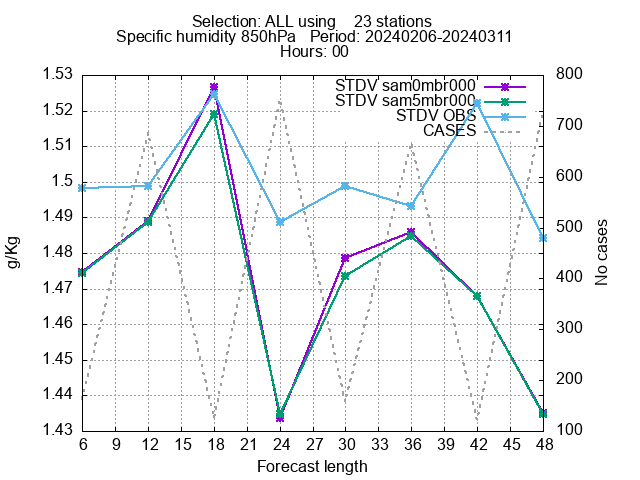 Selection: ALL using    23 stations
Specific humidity 850hPa   Period: 20240206-20240311
Hours: 00
1.53
1.52
1.51
1.5
1.49
1.48
1.47
1.46
1.45
1.44
1.43
g/Kg
STDV sam0mbr000
STDV sam5mbr000
STDV OBS
CASES
800
700
600
500
400
300
200
100
No cases
6 9 12 15 18 21 24 27 30 33 36 39 42 45 48
Forecast length